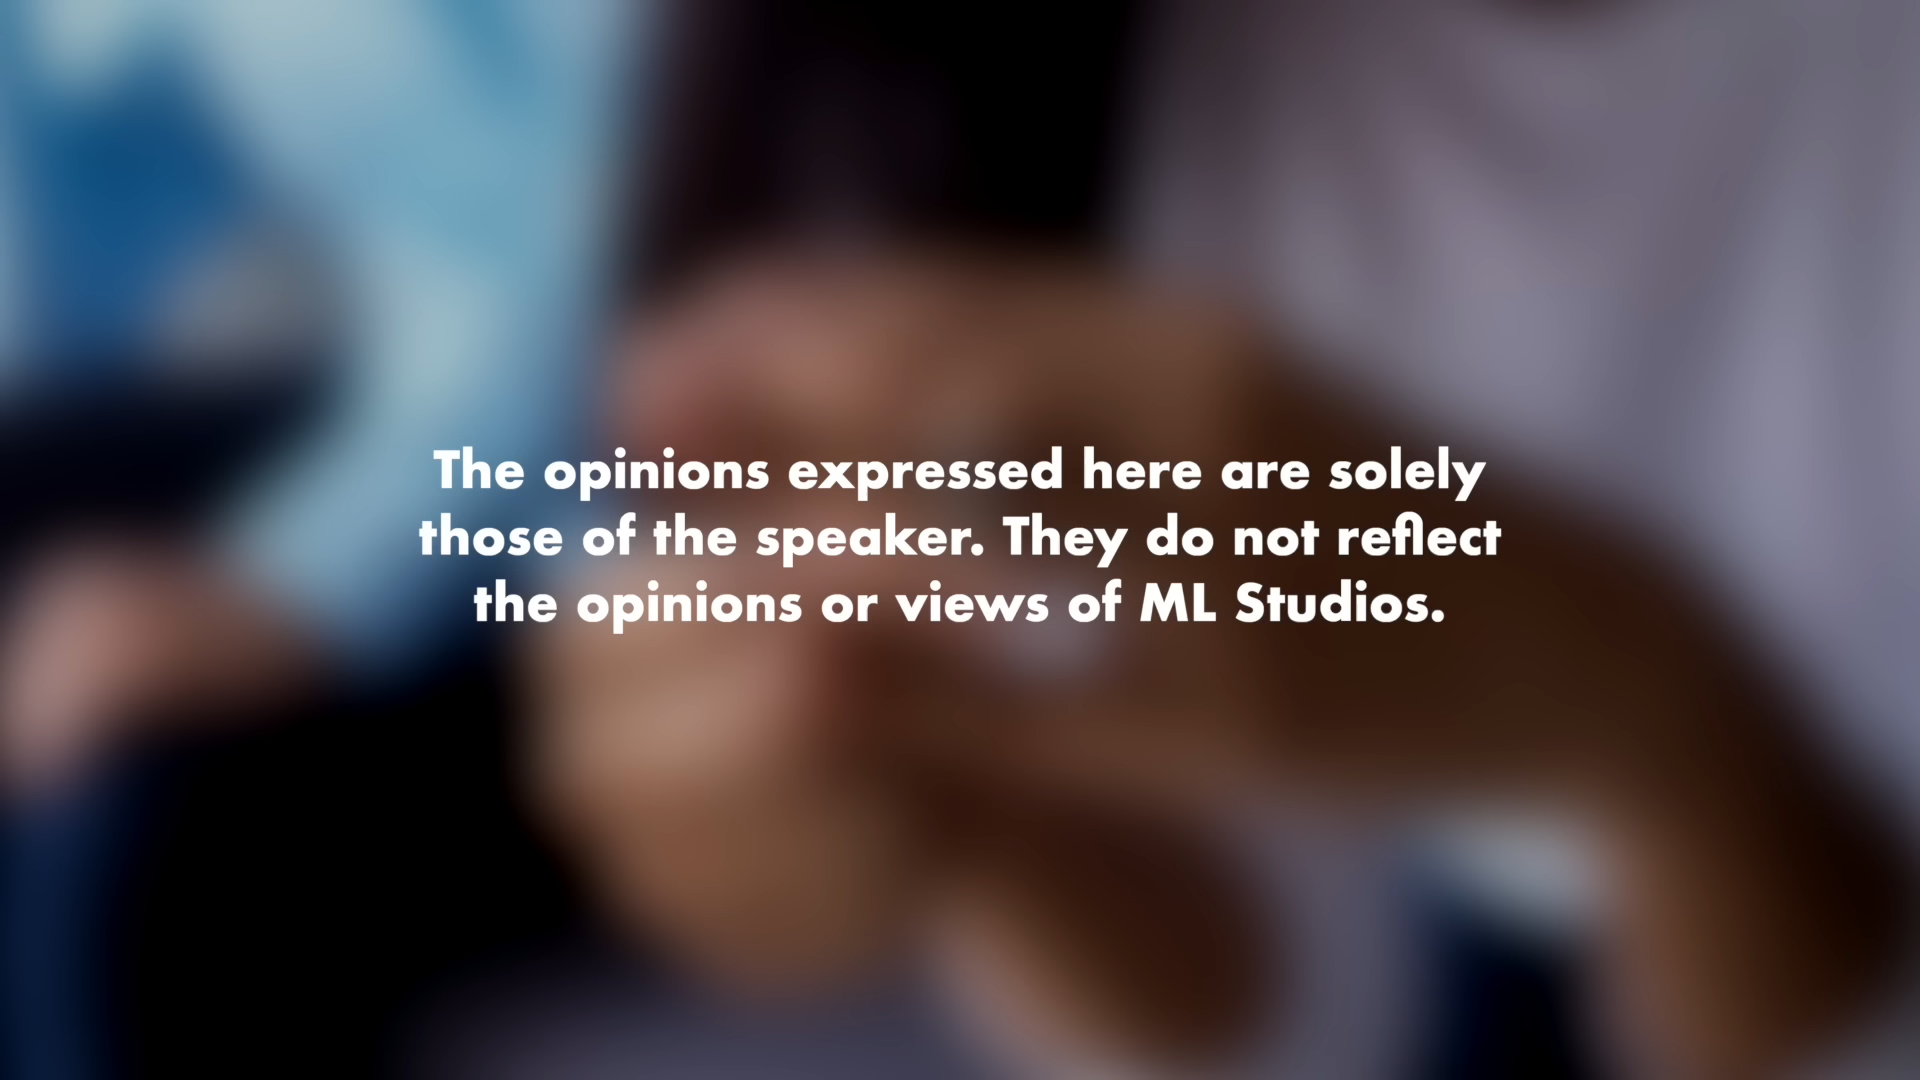 The opinions expressed here are solely
those of the speaker. They do not reflect
the opinions or views of ML Studios.